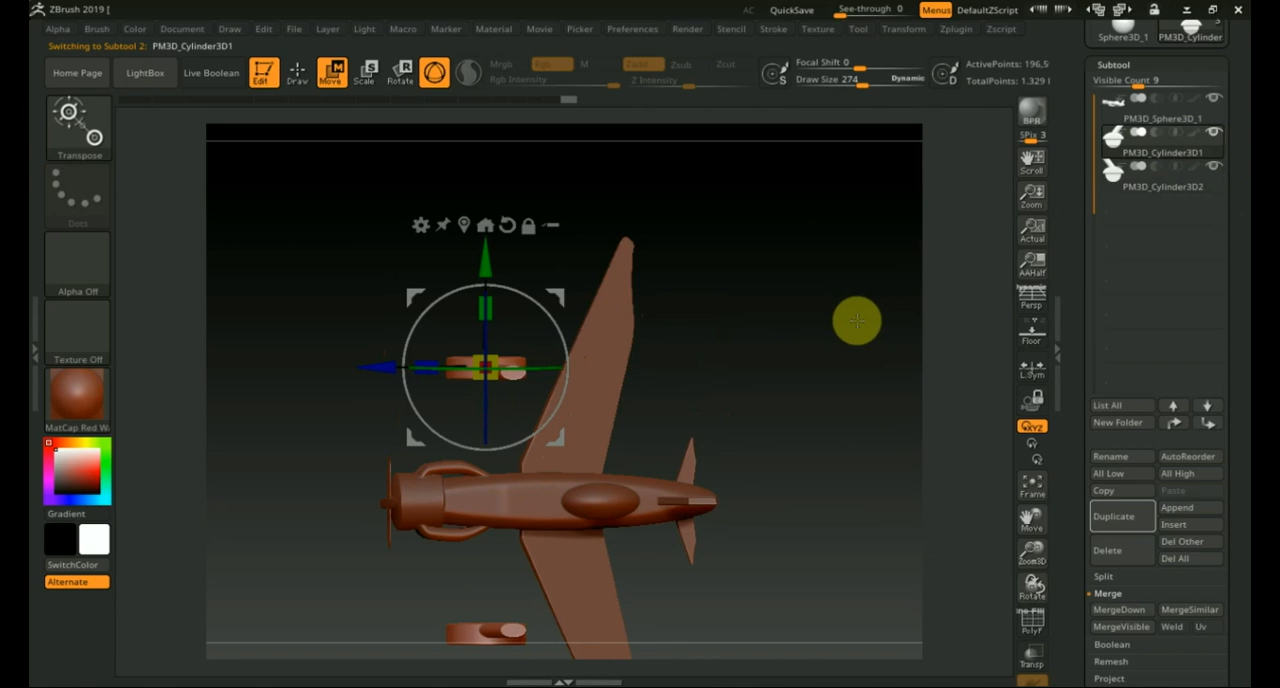 ZBrush 2019 [
AC QuickSave See-through 0 Menus DefaultZScript
Alpha Brush Color Document Draw Edit File Layer Light Macro Marker Material Movie Picker Preferences Render Stencil Stroke Texture Tool Transform Zplugin Zscript
Sphere3D_1 PM3D_Cylinder
3
Switching to Subtool 2: PM3D_Cylinder3D1
Home Page LightBox Live Boolean Edit Draw Move Scale Rotate
Mrgb Rgb M Zadd Zsub Zcut
Rgb Intensity Z Intensity
Focal Shift 0
Draw Size 274 Dynamic
S D
ActivePoints: 196,5
TotalPoints: 1.329
Subtool
Visible Count 9
PM3D_Sphere3D_1
PM3D_Cylinder3D1
PM3D_Cylinder3D2
Transpose
Dots
Alpha Off
Texture Off
MatCap Red W
Gradient
SwitchColor
Alternate
BPR
SPix 3
Scroll
Zoom
Actual
AAHalf
Dynamic
Persp
Floor
L.Sym
XYZ
Frame
Move
Zoom3D
Rotate
Line Fill
PolyF
Transp
List All
New Folder
Rename AutoReorder
All Low All High
Copy Paste
Duplicate Append
Insert
Delete Del Other
Del All
Split
Merge
MergeDown MergeSimilar
MergeVisible Weld Uv
Boolean
Remesh
Project